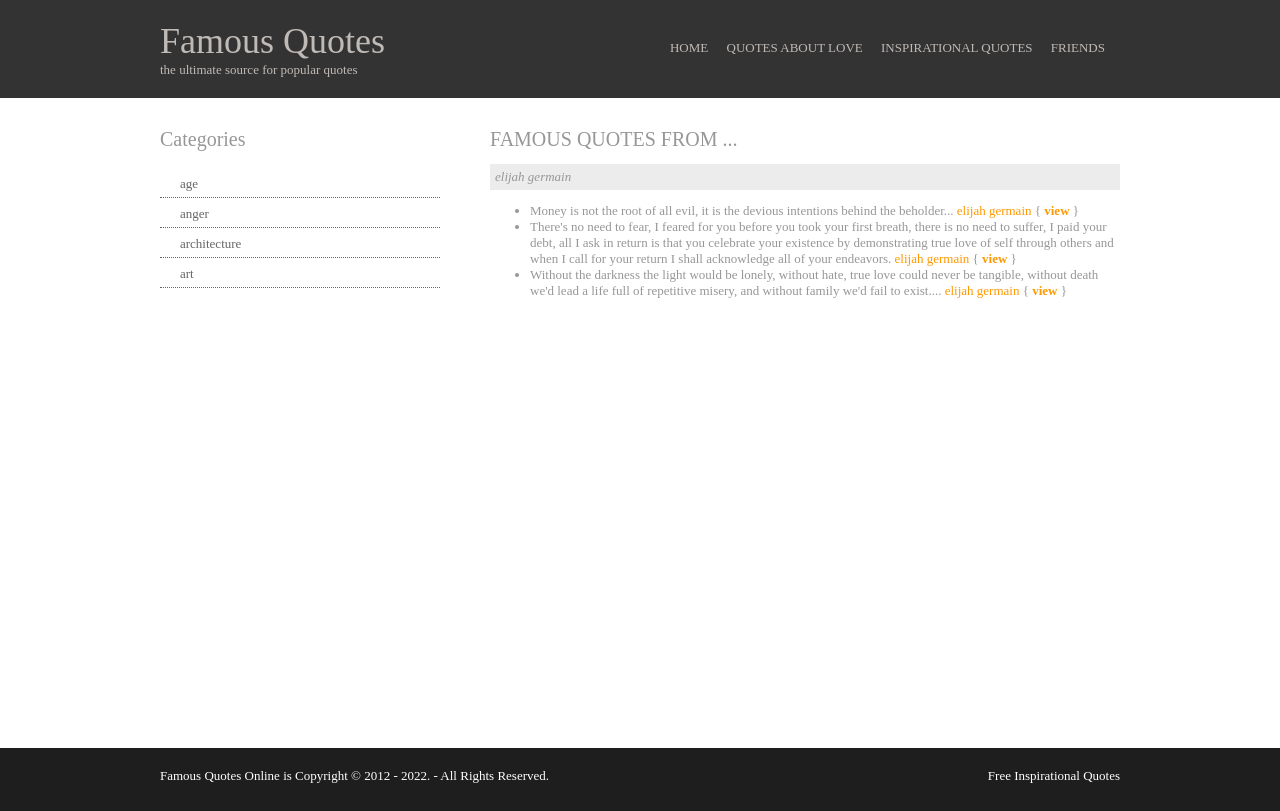 Famous Quotes
the ultimate source for popular quotes
HOME QUOTES ABOUT LOVE INSPIRATIONAL QUOTES FRIENDS
Categories
age
anger
architecture
art
FAMOUS QUOTES FROM ...
elijah germain
• Money is not the root of all evil, it is the devious intentions behind the beholder... elijah germain { view }
• There's no need to fear, I feared for you before you took your first breath, there is no need to suffer, I paid your
debt, all I ask in return is that you celebrate your existence by demonstrating true love of self through others and
when I call for your return I shall acknowledge all of your endeavors. elijah germain { view }
• Without the darkness the light would be lonely, without hate, true love could never be tangible, without death
we'd lead a life full of repetitive misery, and without family we'd fail to exist.... elijah germain { view }
Famous Quotes Online is Copyright © 2012 - 2022. - All Rights Reserved.
Free Inspirational Quotes